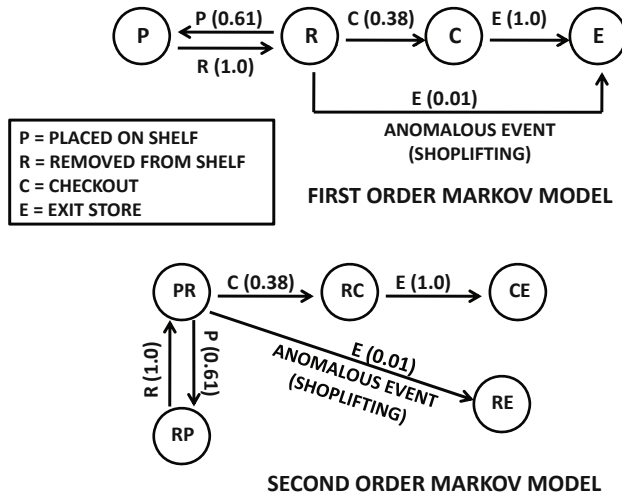 P (0.61)
C (0.38)
E (1.0)
P
R
C
E
R (1.0)
E (0.01)
ANOMALOUS EVENT
(SHOPLIFTING)
P = PLACED ON SHELF
R = REMOVED FROM SHELF
C = CHECKOUT
E = EXIT STORE
FIRST ORDER MARKOV MODEL
C (0.38)
E (1.0)
PR
RC
CE
R (1.0)
P (0.61)
E (0.01)
ANOMALOUS EVENT
(SHOPLIFTING)
RE
RP
SECOND ORDER MARKOV MODEL